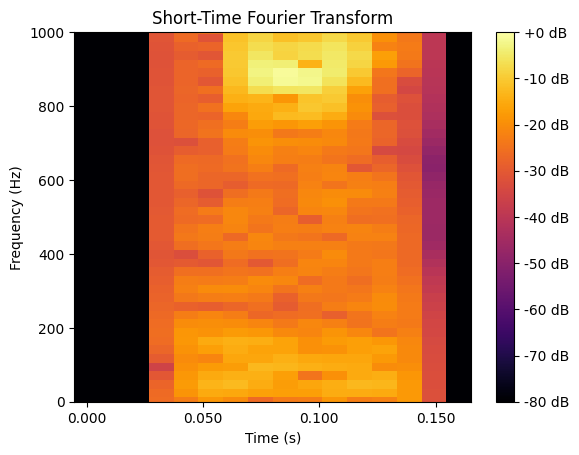 Short-Time Fourier Transform
1000
800
600
400
200
0
Frequency (Hz)
0.000
0.050
0.100
0.150
Time (s)
+0 dB
-10 dB
-20 dB
-30 dB
-40 dB
-50 dB
-60 dB
-70 dB
-80 dB